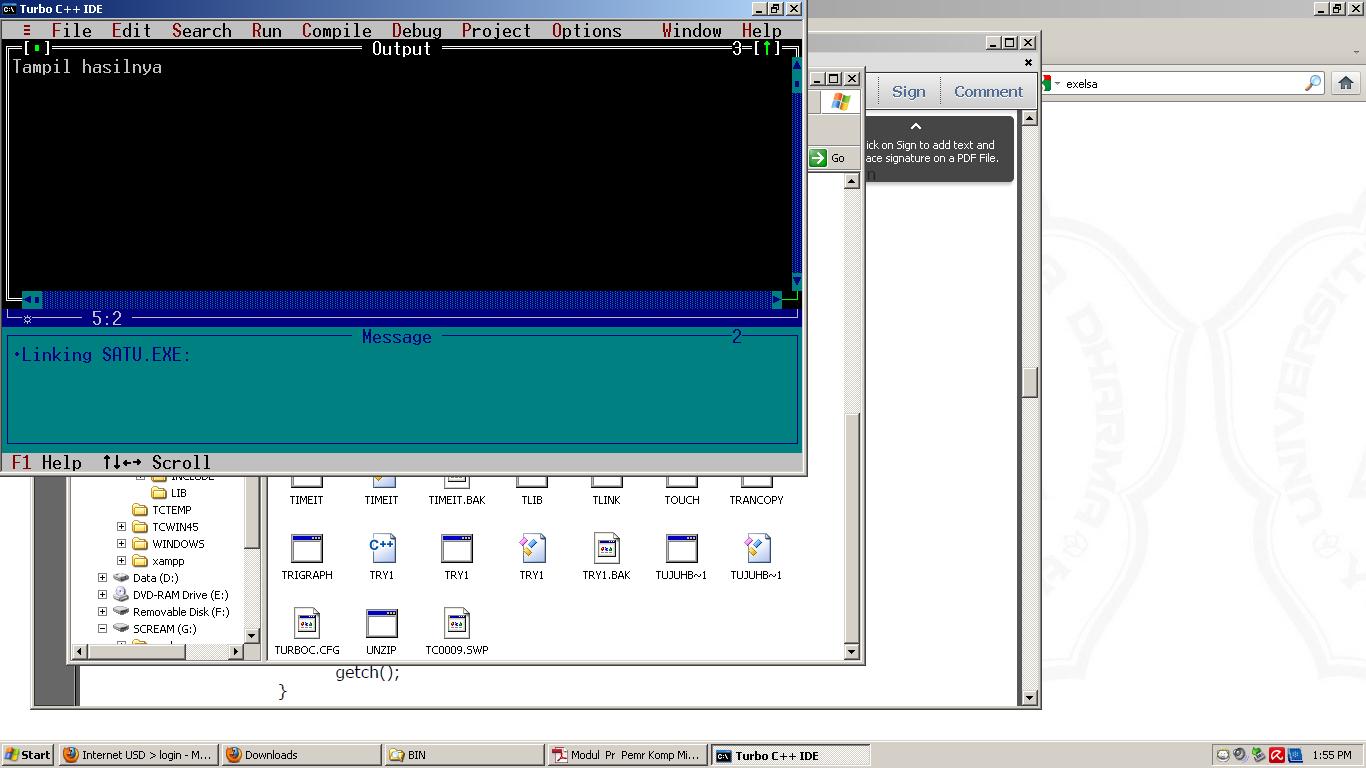 Turbo C++ IDE
≡ File Edit Search Run Compile Debug Project Options Window Help
Output 3
Tampil hasilnya
5:2
Message 2
•Linking SATU.EXE:
F1 Help ↑↓←→ Scroll
Sign Comment
ick on Sign to add text and
ace signature on a PDF File.
n
Go
exelsa
INCLUDE
LIB
TCTEMP
TCWIN45
WINDOWS
xampp
Data (D:)
DVD-RAM Drive (E:)
Removable Disk (F:)
SCREAM (G:)
TIMEIT TIMEIT TIMEIT.BAK TLIB TLINK TOUCH TRANCOPY
C++
TRIGRAPH TRY1 TRY1 TRY1 TRY1.BAK TUJUHB~1 TUJUHB~1
TURBOC.CFG UNZIP TC0009.SWP
getch();
}
DHARMA
UNIVERSIT
Start Internet USD > login - M... Downloads BIN Modul Pr Pemr Komp Mi... Turbo C++ IDE 1:55 PM